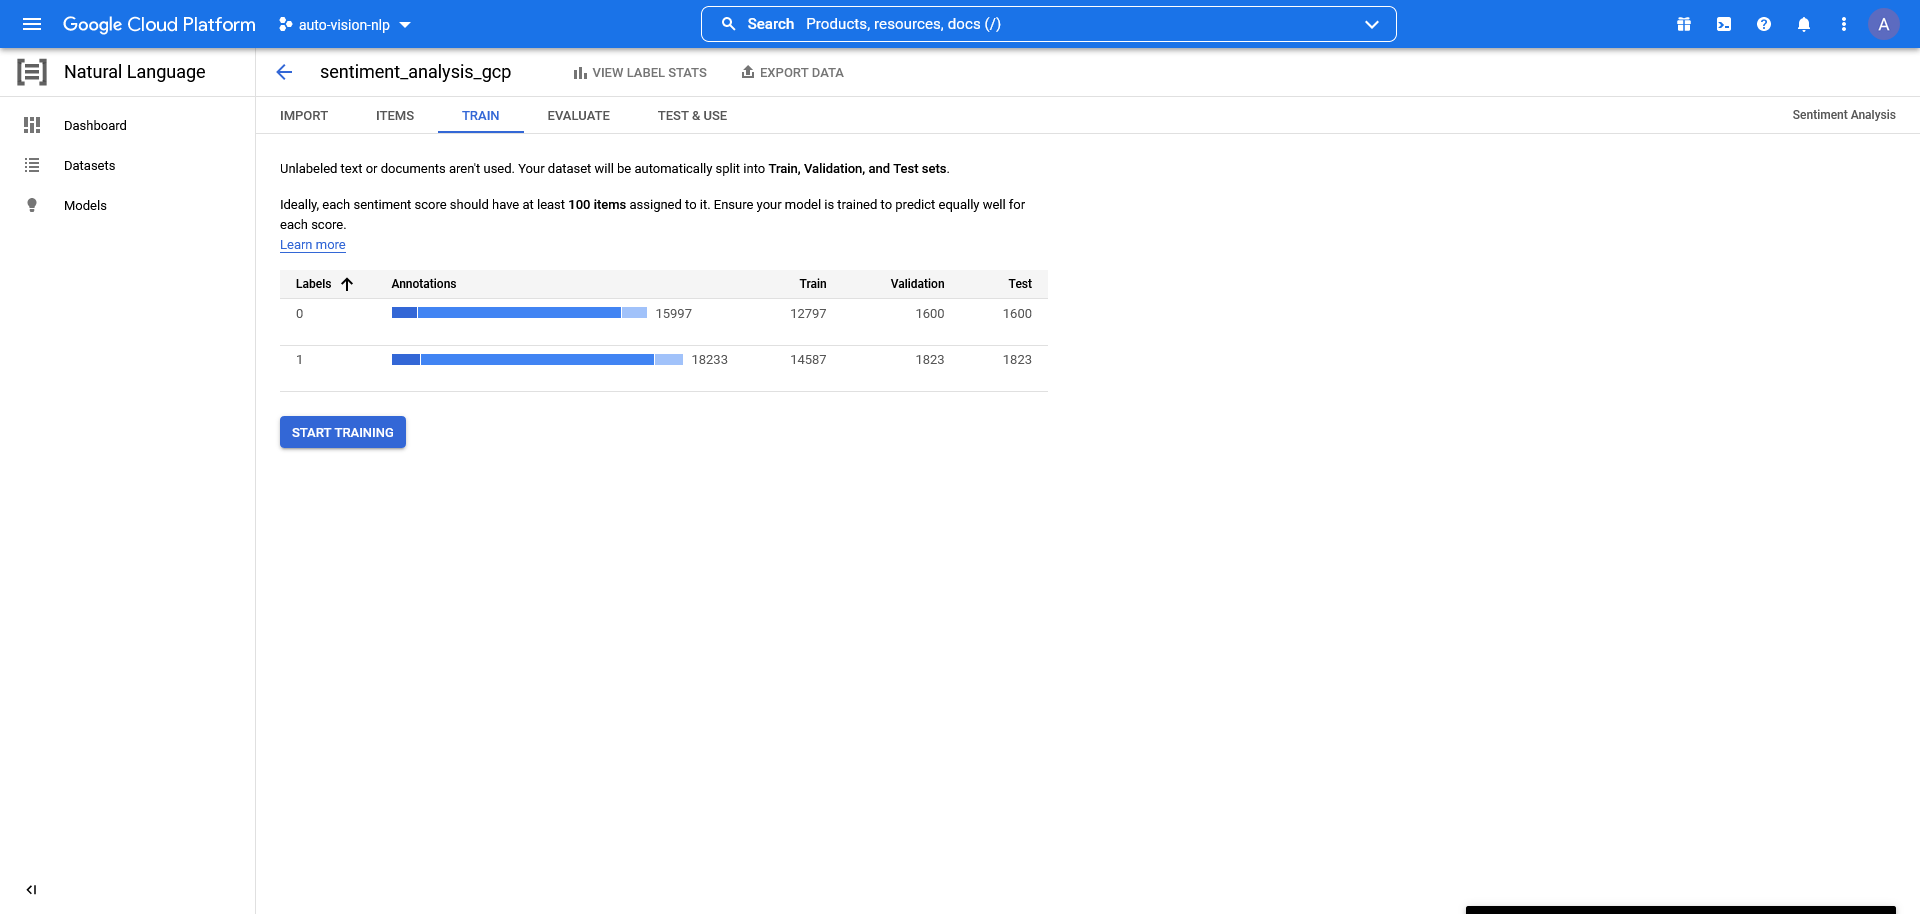 Google Cloud Platform auto-vision-nlp Search Products, resources, docs (/) A
Natural Language sentiment_analysis_gcp VIEW LABEL STATS EXPORT DATA
IMPORT ITEMS TRAIN EVALUATE TEST & USE Sentiment Analysis
Dashboard
Datasets
Models
Unlabeled text or documents aren't used. Your dataset will be automatically split into Train, Validation, and Test sets.
Ideally, each sentiment score should have at least 100 items assigned to it. Ensure your model is trained to predict equally well for
each score.
Learn more
Labels Annotations Train Validation Test
0 15997 12797 1600 1600
1 18233 14587 1823 1823
START TRAINING